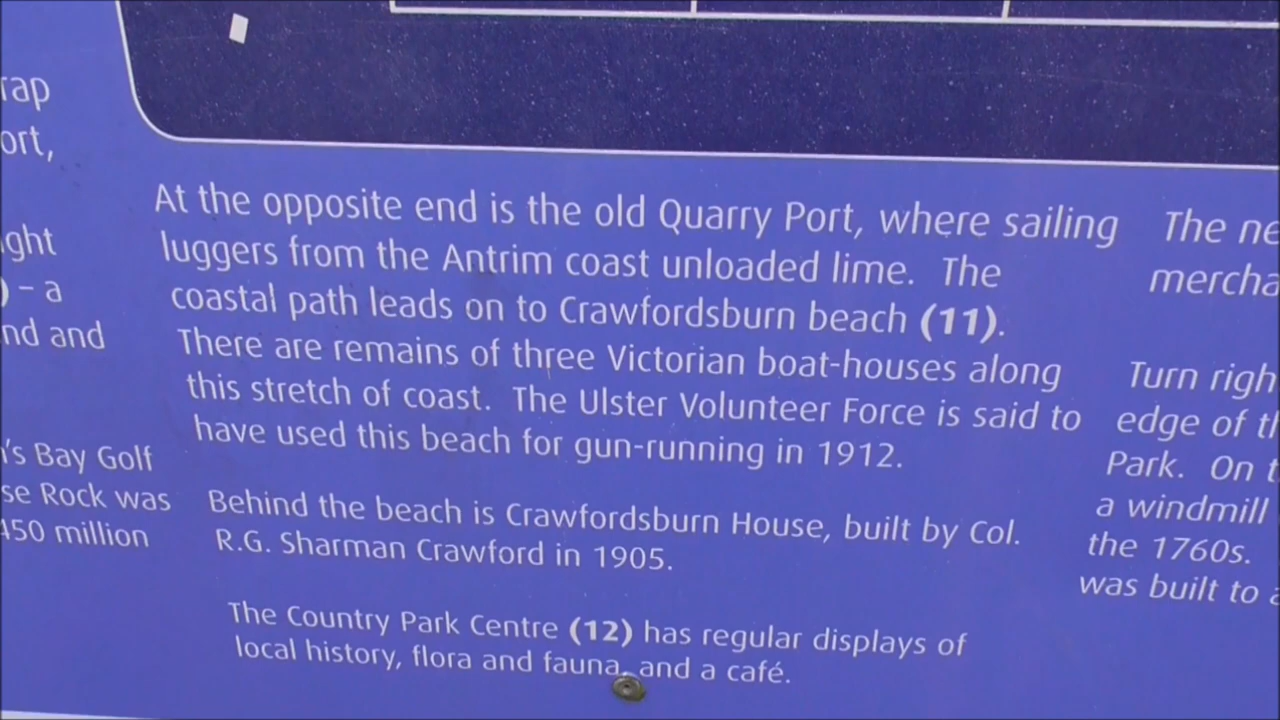 rap
ort,
ght
) – a
nd and
's Bay Golf
se Rock was
450 million
At the opposite end is the old Quarry Port, where sailing
luggers from the Antrim coast unloaded lime. The
coastal path leads on to Crawfordsburn beach (11).
There are remains of three Victorian boat-houses along
this stretch of coast. The Ulster Volunteer Force is said to
have used this beach for gun-running in 1912.
Behind the beach is Crawfordsburn House, built by Col.
R.G. Sharman Crawford in 1905.
The Country Park Centre (12) has regular displays of
local history, flora and fauna, and a café.
The ne
mercha
Turn righ
edge of th
Park. On t
a windmill
the 1760s.
was built to a